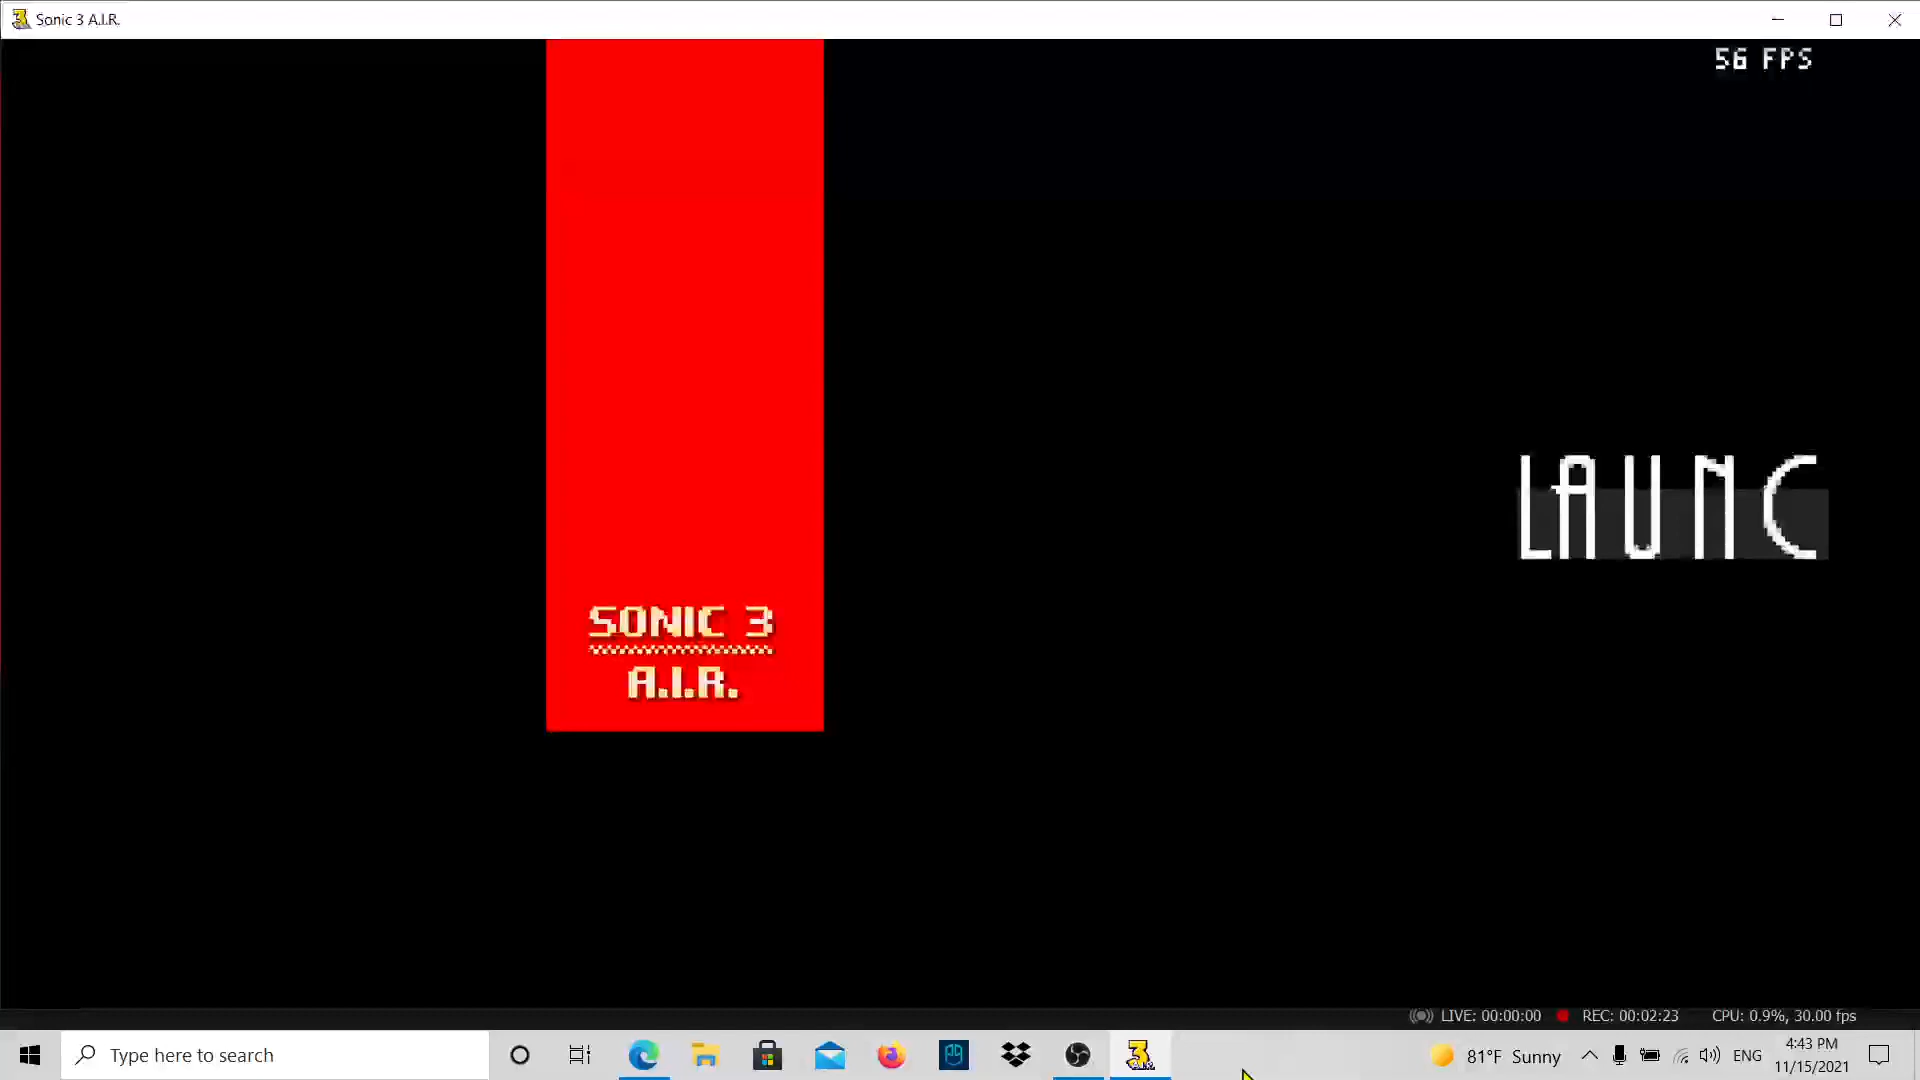 Sonic 3 A.I.R.
56 FPS
LAUNC
SONIC 3
A.I.R.
LIVE: 00:00:00 REC: 00:02:23 CPU: 0.9%, 30.00 fps
Type here to search
81°F Sunny
ENG
4:43 PM
11/15/2021